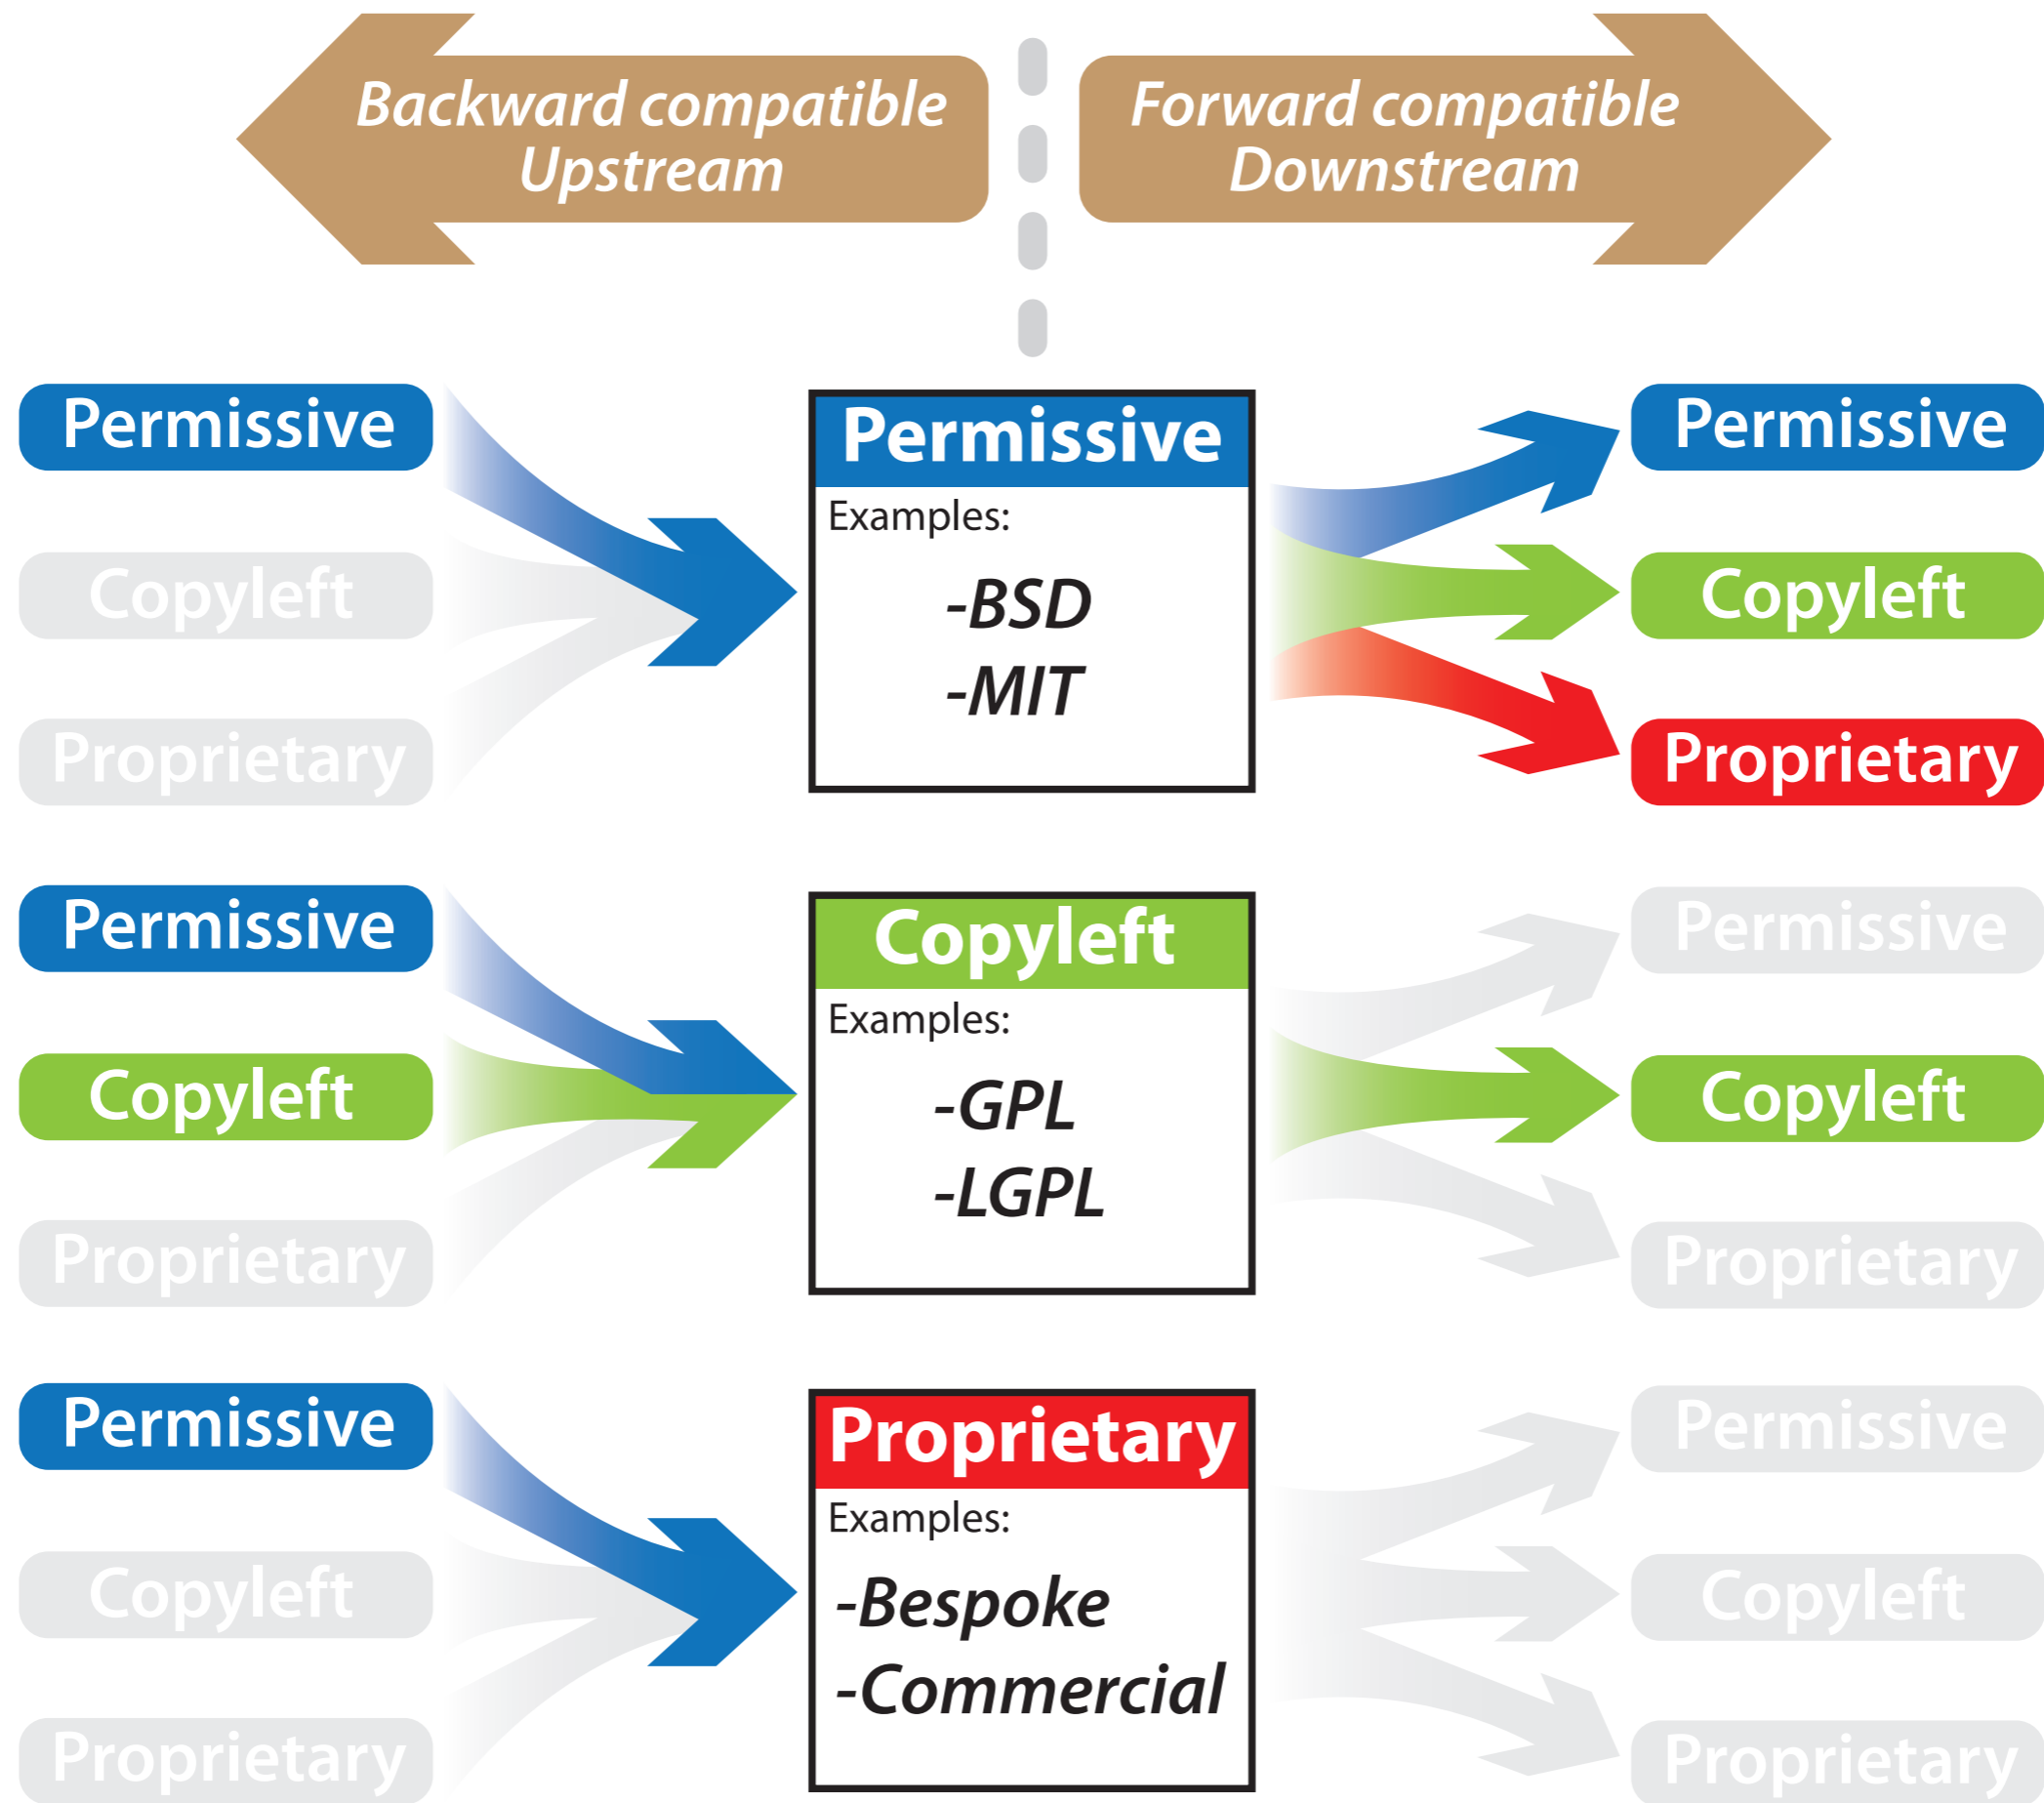 Backward compatible
Upstream
Forward compatible
Downstream
Permissive
Copyleft
Proprietary
Permissive
Examples:
-BSD
-MIT
Permissive
Copyleft
Proprietary
Permissive
Copyleft
Proprietary
Copyleft
Examples:
-GPL
-LGPL
Permissive
Copyleft
Proprietary
Permissive
Copyleft
Proprietary
Proprietary
Examples:
-Bespoke
-Commercial
Permissive
Copyleft
Proprietary